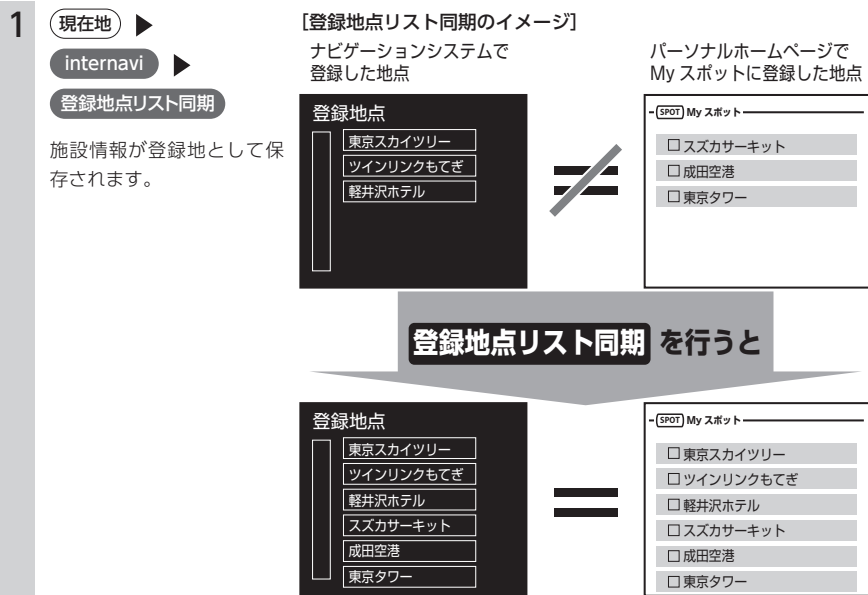 1
現在地 ▶
internavi ▶
登録地点リスト同期
施設情報が登録地として保
存されます。
[登録地点リスト同期のイメージ]
ナビゲーションシステムで
登録した地点
登録地点
東京スカイツリー
ツインリンクもてぎ
軽井沢ホテル
パーソナルホームページで
My スポットに登録した地点
SPOT My スポット
スズカサーキット
成田空港
東京タワー
登録地点リスト同期 を行うと
登録地点
東京スカイツリー
ツインリンクもてぎ
軽井沢ホテル
スズカサーキット
成田空港
東京タワー
SPOT My スポット
東京スカイツリー
ツインリンクもてぎ
軽井沢ホテル
スズカサーキット
成田空港
東京タワー